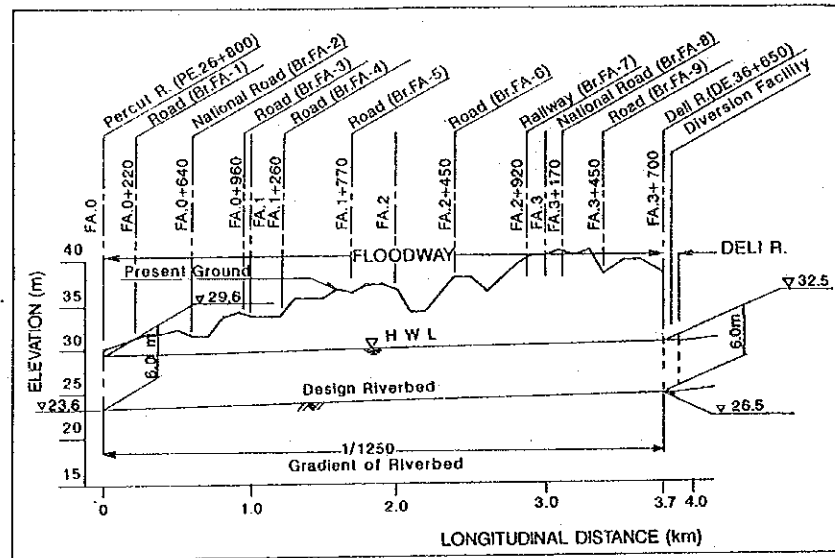 Percut R. (PE.26+800)
Road (Br.FA-1)
National Road (Br.FA-2)
Road (Br.FA-3)
Road (Br.FA-4)
Road (Br.FA-5)
Road (Br.FA-6)
Railway (Br.FA-7)
National Road (Br.FA-8)
Road (Br.FA-9)
Deli R.(DE.36+650)
Diversion Facility
FA.0
FA.0+220
FA.0+640
FA.0+960
FA.1
FA.1+260
FA.1+770
FA.2
FA.2+450
FA.2+920
FA.3
FA.3+170
FA.3+450
FA.3+700
ELEVATION (m)
40
35
30
25
20
15
FLOODWAY
DELI R.
Present Ground
29.6
32.5
H W L
6.0 m
6.0m
Design Riverbed
23.6
26.5
1/1250
Gradient of Riverbed
0
1.0
2.0
3.0
3.7
4.0
LONGITUDINAL DISTANCE (km)